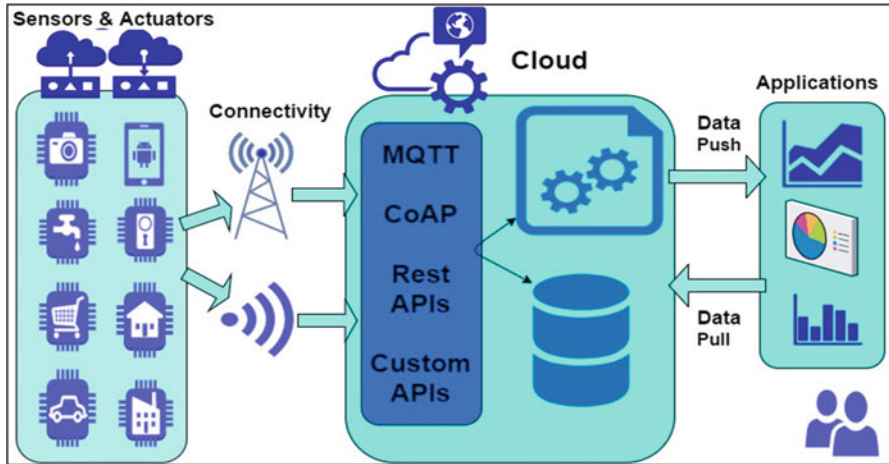 Sensors & Actuators
Connectivity
Cloud
MQTT
CoAP
Rest
APIs
Custom
APIs
Data
Push
Data
Pull
Applications